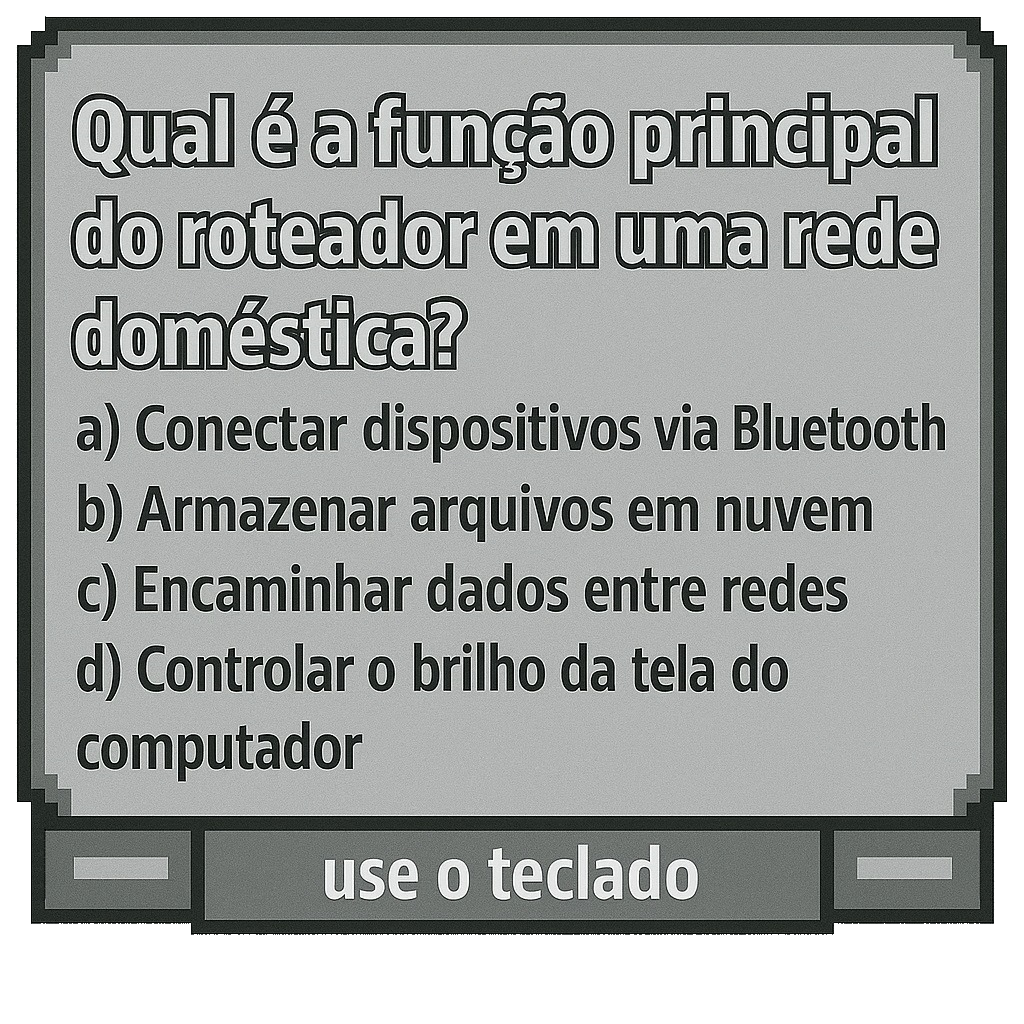 Qual é a função principal
do roteador em uma rede
doméstica?
a) Conectar dispositivos via Bluetooth
b) Armazenar arquivos em nuvem
c) Encaminhar dados entre redes
d) Controlar o brilho da tela do
computador
use o teclado